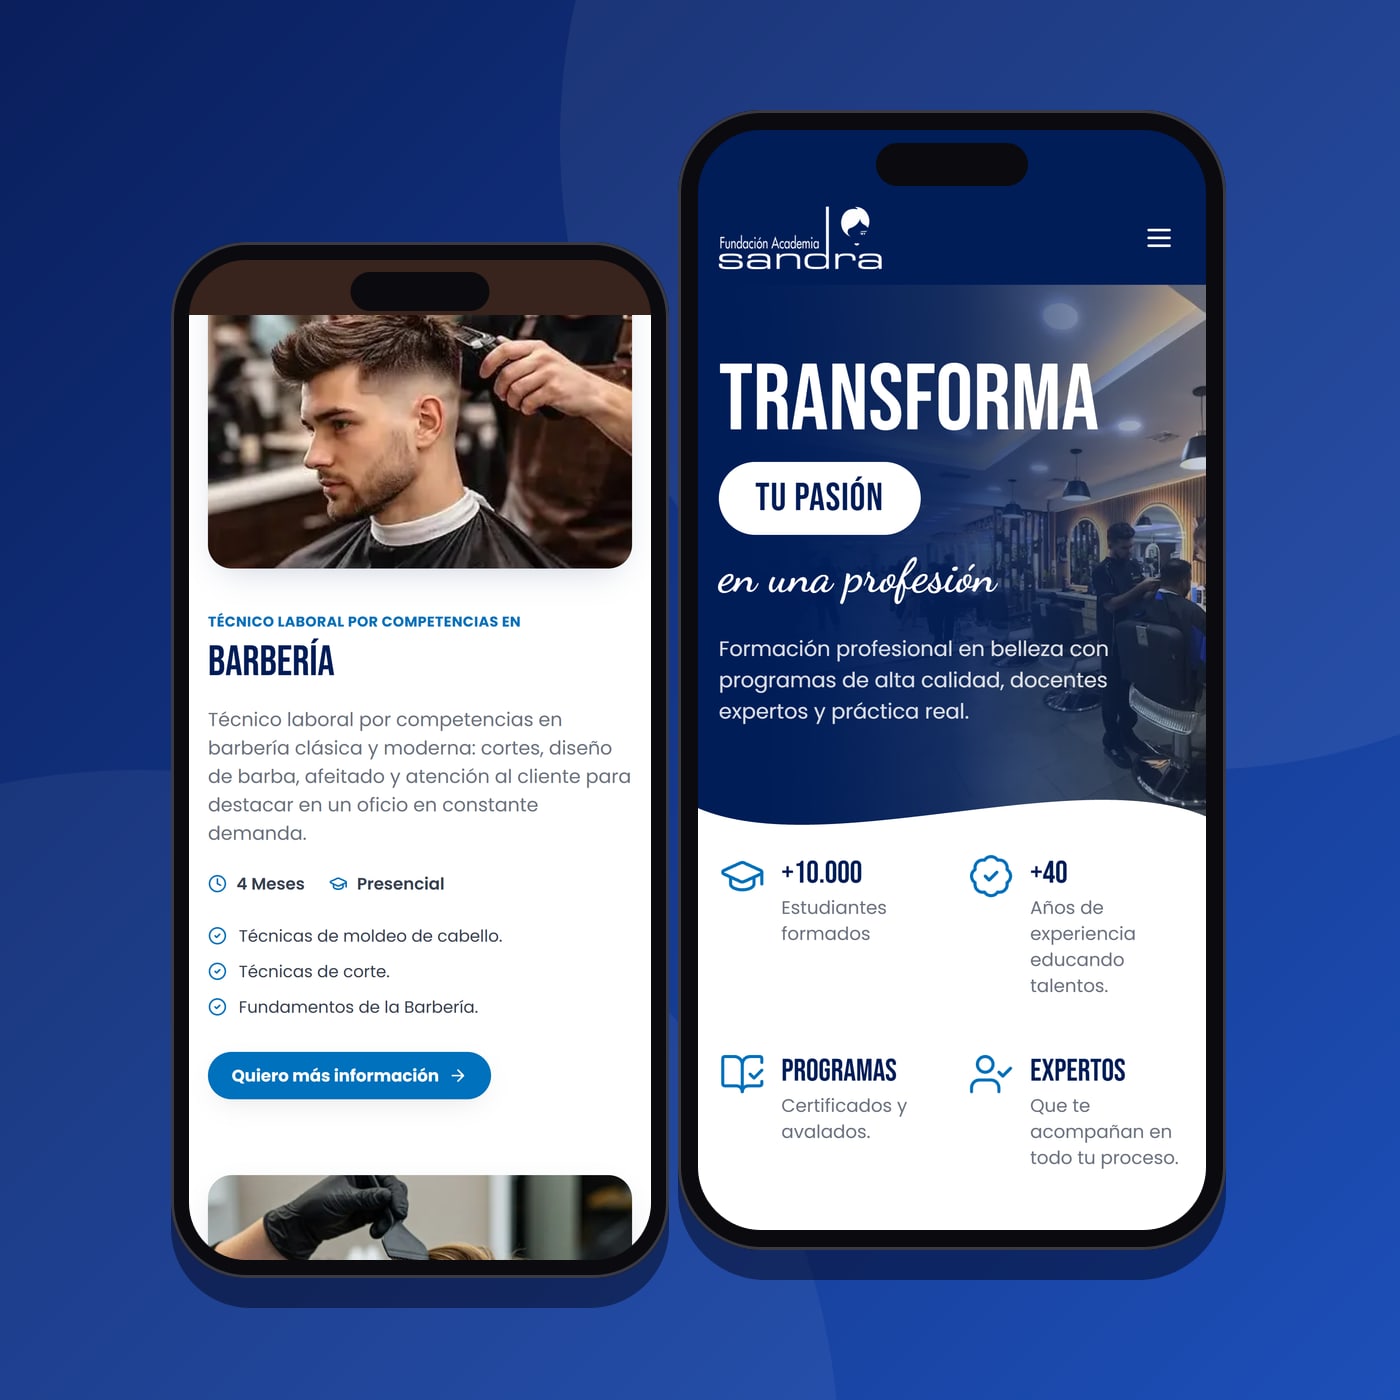 TÉCNICO LABORAL POR COMPETENCIAS EN
BARBERÍA
Técnico laboral por competencias en
barbería clásica y moderna: cortes, diseño
de barba, afeitado y atención al cliente para
destacar en un oficio en constante
demanda.
4 Meses
Presencial
Técnicas de moldeo de cabello.
Técnicas de corte.
Fundamentos de la Barbería.
Quiero más información
Fundación Academia
sandra
TRANSFORMA
TU PASIÓN
en una profesión
Formación profesional en belleza con
programas de alta calidad, docentes
expertos y práctica real.
+10.000
Estudiantes
formados
+40
Años de
experiencia
educando
talentos.
PROGRAMAS
Certificados y
avalados.
EXPERTOS
Que te
acompañan en
todo tu proceso.